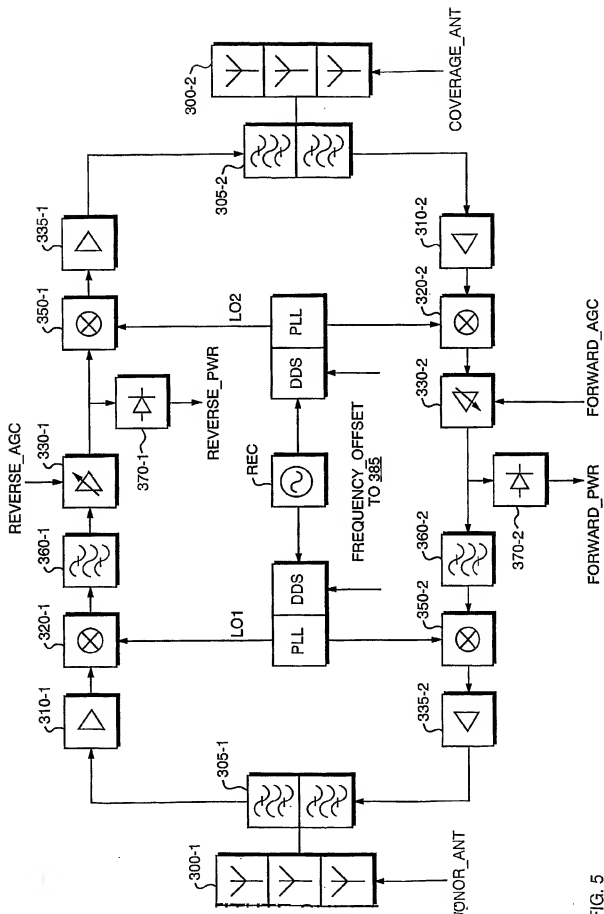 REVERSE_AGC
310-1
320-1
360-1
330-1
350-1
335-1
370-1
REVERSE_PWR
300-1
305-1
LO1
PLL
DDS
REC
FREQUENCY_OFFSET
TO 385
DDS
PLL
LO2
305-2
300-2
COVERAGE_ANT
335-2
350-2
360-2
370-2
330-2
320-2
310-2
FORWARD_PWR
FORWARD_AGC
FIG. 5